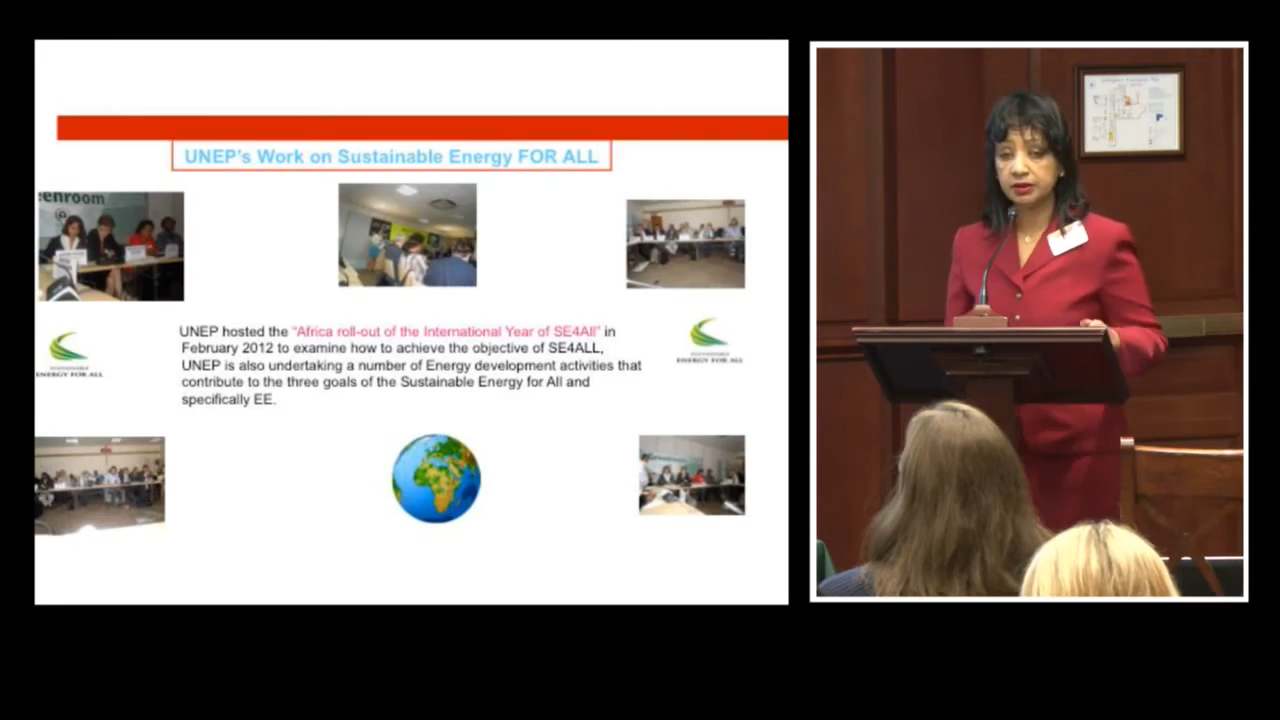 UNEP's Work on Sustainable Energy FOR ALL
eenroom
UNEP hosted the "Africa roll-out of the International Year of SE4All" in
February 2012 to examine how to achieve the objective of SE4ALL,
UNEP is also undertaking a number of Energy development activities that
contribute to the three goals of the Sustainable Energy for All and
specifically EE.
SUSTAINABLE
ENERGY FOR ALL
SUSTAINABLE
ENERGY FOR ALL